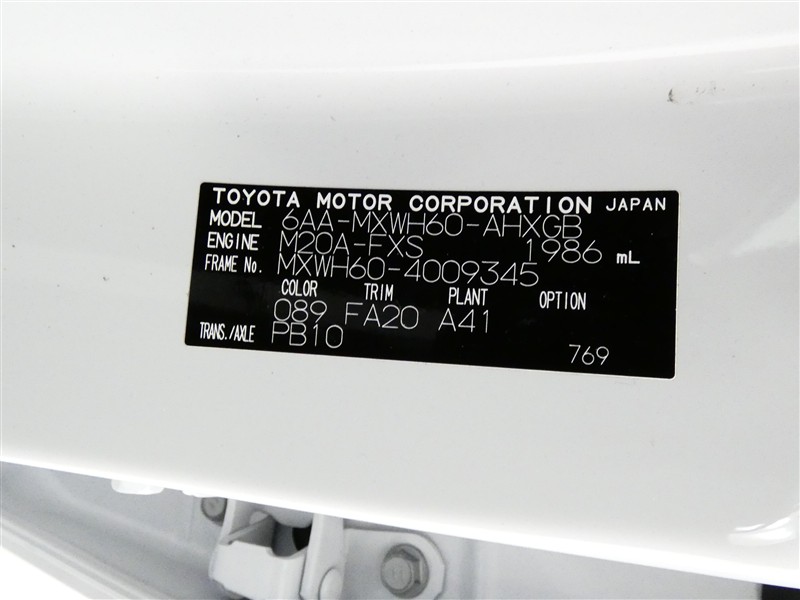 TOYOTA MOTOR CORPORATION JAPAN
MODEL 6AA-MXWH60-AHXGB
ENGINE M20A-FXS 1986 mL
FRAME No. MXWH60-4009345
COLOR TRIM PLANT OPTION
089 FA20 A41
TRANS./AXLE PB10 769